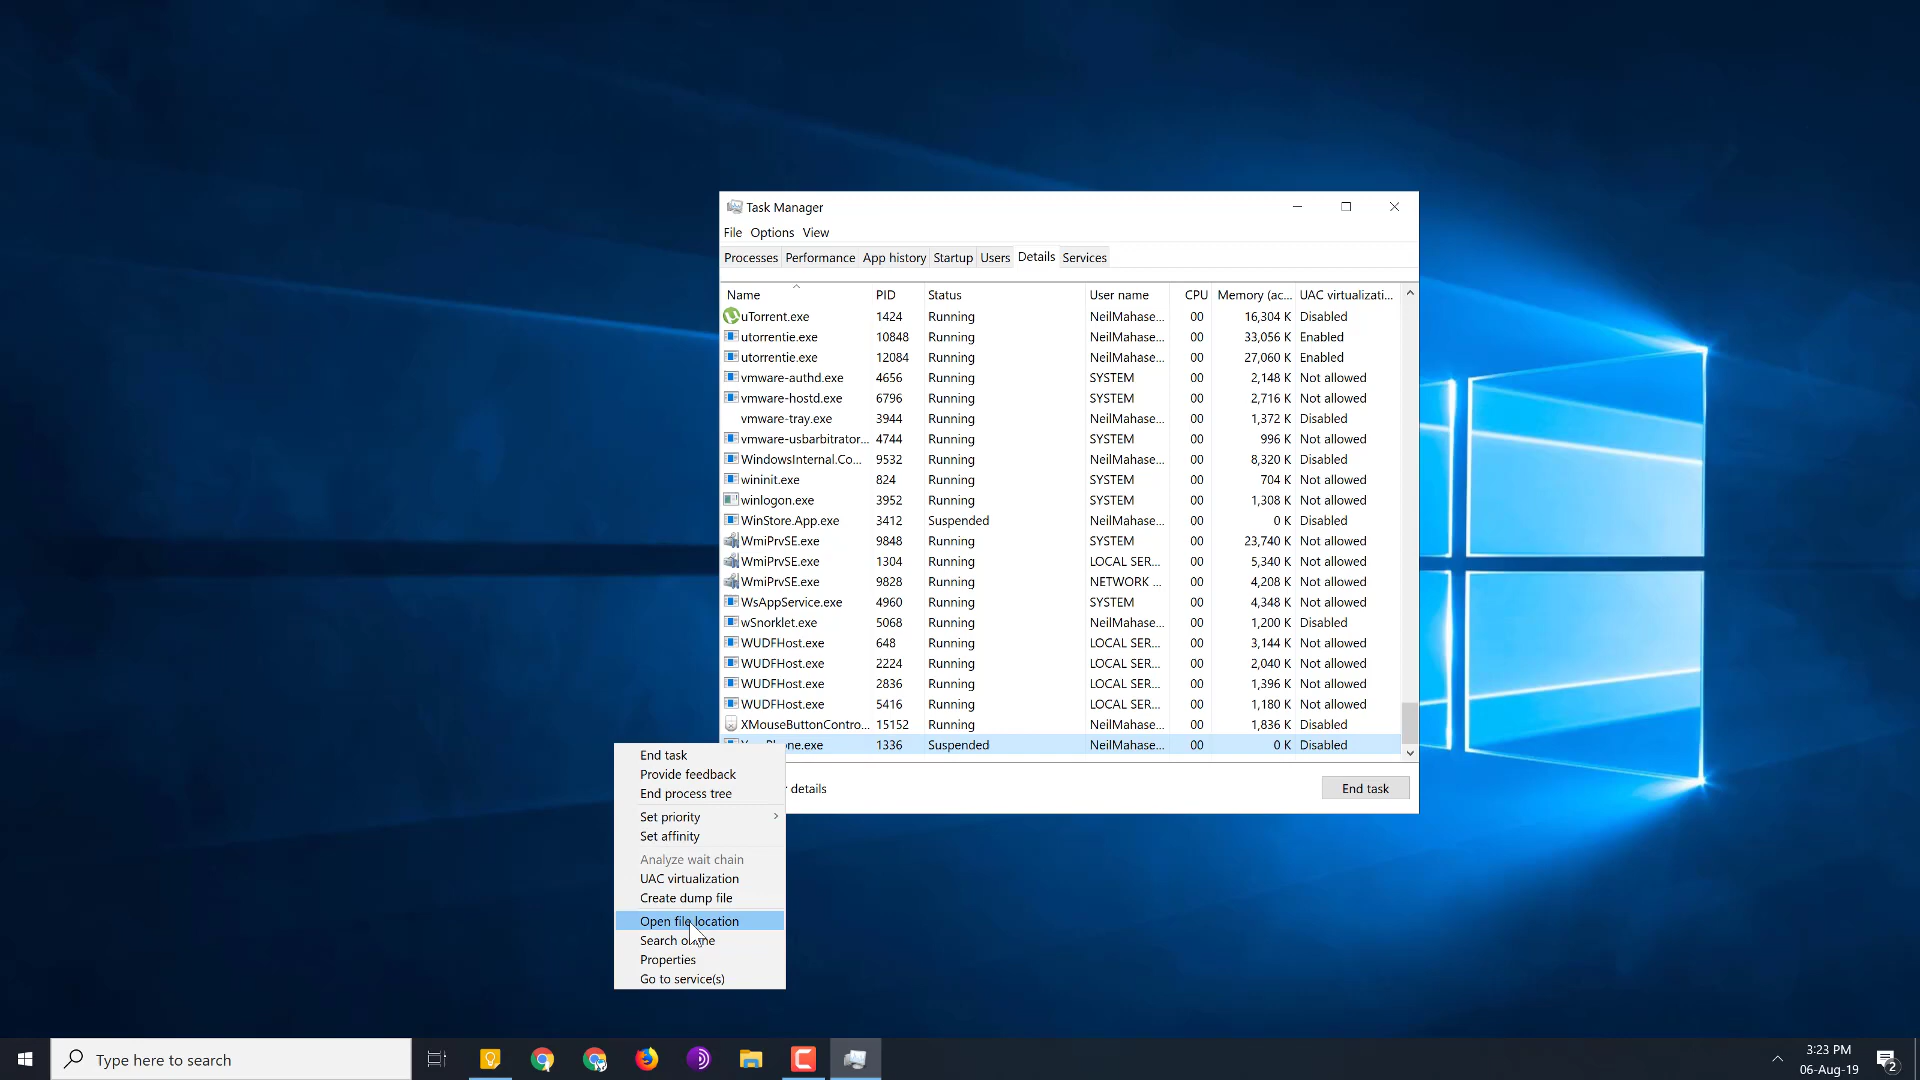 Task Manager
File Options View
Processes Performance App history Startup Users Details Services
Name PID Status User name CPU Memory (ac... UAC virtualizati...
uTorrent.exe 1424 Running NeilMahase... 00 16,304 K Disabled
utorrentie.exe 10848 Running NeilMahase... 00 33,056 K Enabled
utorrentie.exe 12084 Running NeilMahase... 00 27,060 K Enabled
vmware-authd.exe 4656 Running SYSTEM 00 2,148 K Not allowed
vmware-hostd.exe 6796 Running SYSTEM 00 2,716 K Not allowed
vmware-tray.exe 3944 Running NeilMahase... 00 1,372 K Disabled
vmware-usbarbitrator... 4744 Running SYSTEM 00 996 K Not allowed
WindowsInternal.Co... 9532 Running NeilMahase... 00 8,320 K Disabled
wininit.exe 824 Running SYSTEM 00 704 K Not allowed
winlogon.exe 3952 Running SYSTEM 00 1,308 K Not allowed
WinStore.App.exe 3412 Suspended NeilMahase... 00 0 K Disabled
WmiPrvSE.exe 9848 Running SYSTEM 00 23,740 K Not allowed
WmiPrvSE.exe 1304 Running LOCAL SER... 00 5,340 K Not allowed
WmiPrvSE.exe 9828 Running NETWORK ... 00 4,208 K Not allowed
WsAppService.exe 4960 Running SYSTEM 00 4,348 K Not allowed
wSnorklet.exe 5068 Running NeilMahase... 00 1,200 K Disabled
WUDFHost.exe 648 Running LOCAL SER... 00 3,144 K Not allowed
WUDFHost.exe 2224 Running LOCAL SER... 00 2,040 K Not allowed
WUDFHost.exe 2836 Running LOCAL SER... 00 1,396 K Not allowed
WUDFHost.exe 5416 Running LOCAL SER... 00 1,180 K Not allowed
XMouseButtonContro... 15152 Running NeilMahase... 00 1,836 K Disabled
YourPhone.exe 1336 Suspended NeilMahase... 00 0 K Disabled
details End task
End task
Provide feedback
End process tree
Set priority
Set affinity
Analyze wait chain
UAC virtualization
Create dump file
Open file location
Search online
Properties
Go to service(s)
Type here to search
3:23 PM
06-Aug-19
2